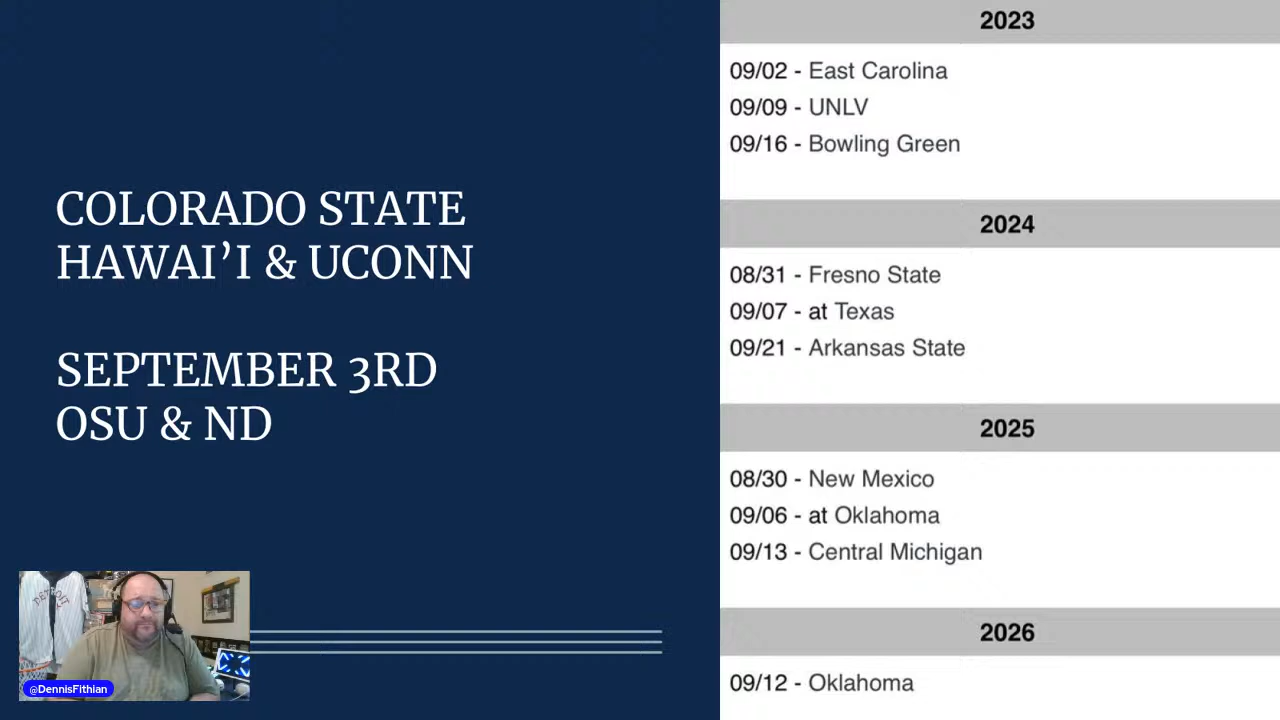 COLORADO STATE
HAWAI’I & UCONN
SEPTEMBER 3RD
OSU & ND
2023
09/02 - East Carolina
09/09 - UNLV
09/16 - Bowling Green
2024
08/31 - Fresno State
09/07 - at Texas
09/21 - Arkansas State
2025
08/30 - New Mexico
09/06 - at Oklahoma
09/13 - Central Michigan
2026
09/12 - Oklahoma
DETROIT
@DennisFithian